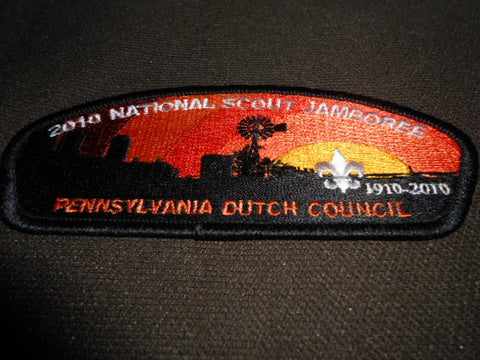 2010 NATIONAL SCOUT JAMBOREE
1910-2010
PENNSYLVANIA DUTCH COUNCIL